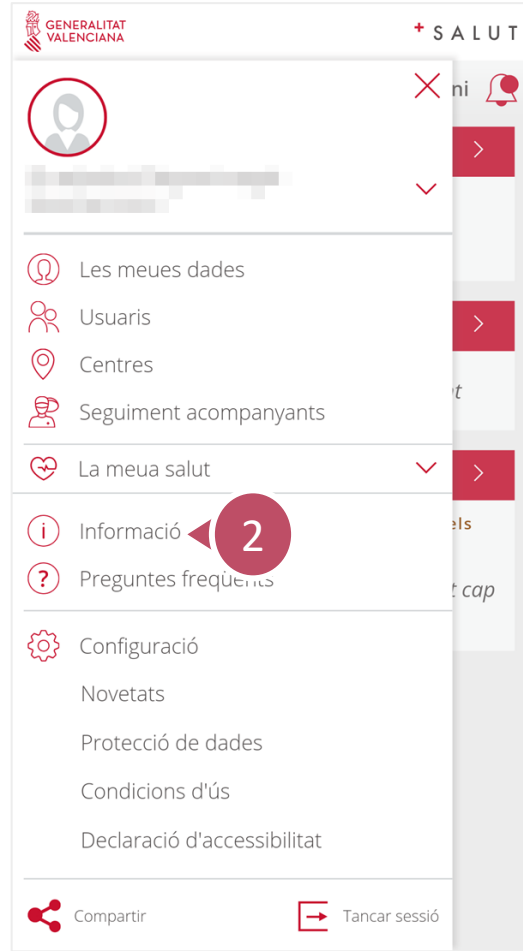 GENERALITAT
VALENCIANA
+ SALUT
ni
Les meues dades
Usuaris
Centres
Seguiment acompanyants
La meua salut
els
Informació
2
Preguntes freqüents
t cap
Configuració
Novetats
Protecció de dades
Condicions d'ús
Declaració d'accessibilitat
Compartir
Tancar sessió